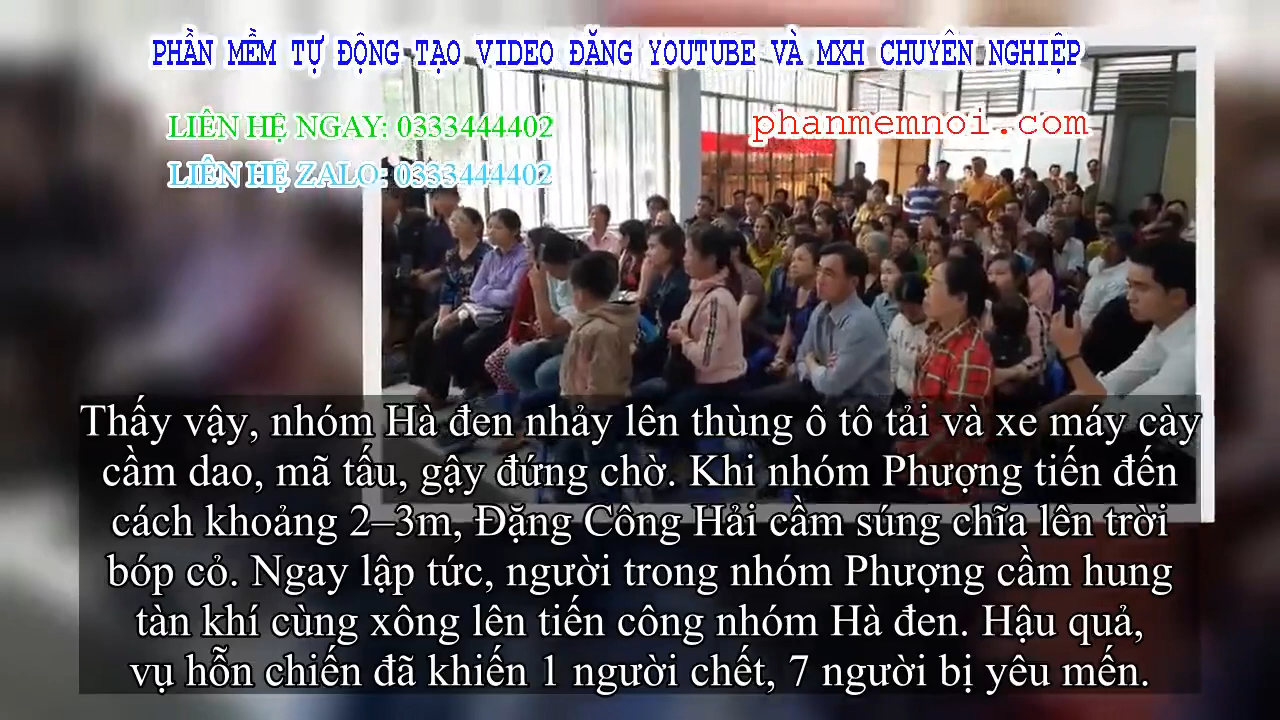 PHẦN MỀM TỰ ĐỘNG TẠO VIDEO ĐĂNG YOUTUBE VÀ MXH CHUYÊN NGHIỆP
LIÊN HỆ NGAY: 0333444402
phanmemnoi.com
LIÊN HỆ ZALO: 0333444402
Thấy vậy, nhóm Hà đen nhảy lên thùng ô tô tải và xe máy cày
cầm dao, mã tấu, gậy đứng chờ. Khi nhóm Phượng tiến đến
cách khoảng 2–3m, Đặng Công Hải cầm súng chĩa lên trời
bóp cỏ. Ngay lập tức, người trong nhóm Phượng cầm hung
tàn khí cùng xông lên tiến công nhóm Hà đen. Hậu quả,
vụ hỗn chiến đã khiến 1 người chết, 7 người bị yêu mến.